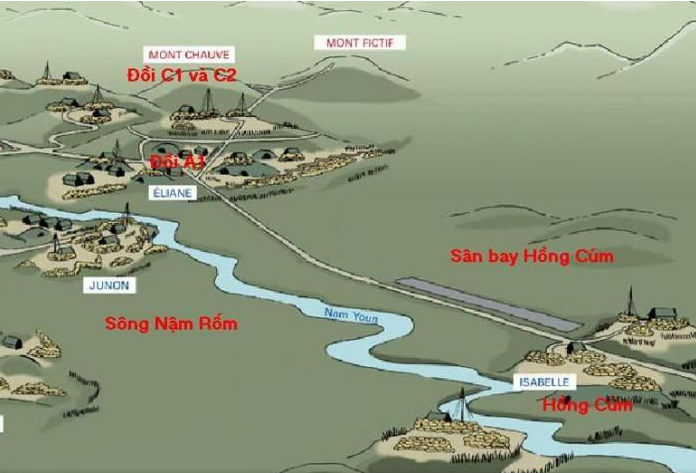 MONT FICTIF
MONT CHAUVE
Đồi C1 và C2
Đồi A1
ÉLIANE
Sân bay Hồng Cúm
JUNON
Nam Youn
Sông Nậm Rốm
ISABELLE
Hồng Cúm